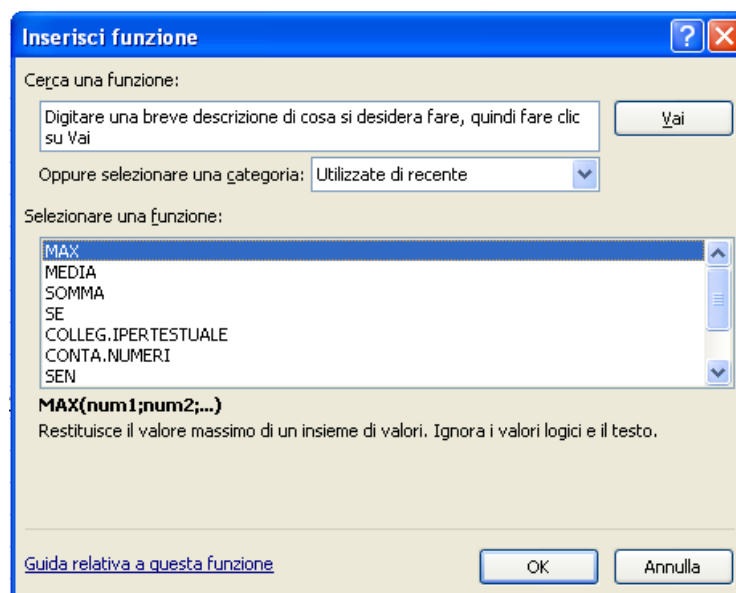 Inserisci funzione
Cerca una funzione:
Digitare una breve descrizione di cosa si desidera fare, quindi fare clic
su Vai
Vai
Oppure selezionare una categoria: Utilizzate di recente
Selezionare una funzione:
MAX
MEDIA
SOMMA
SE
COLLEG.IPERTESTUALE
CONTA.NUMERI
SEN
MAX(num1;num2;...)
Restituisce il valore massimo di un insieme di valori. Ignora i valori logici e il testo.
Guida relativa a questa funzione
OK
Annulla